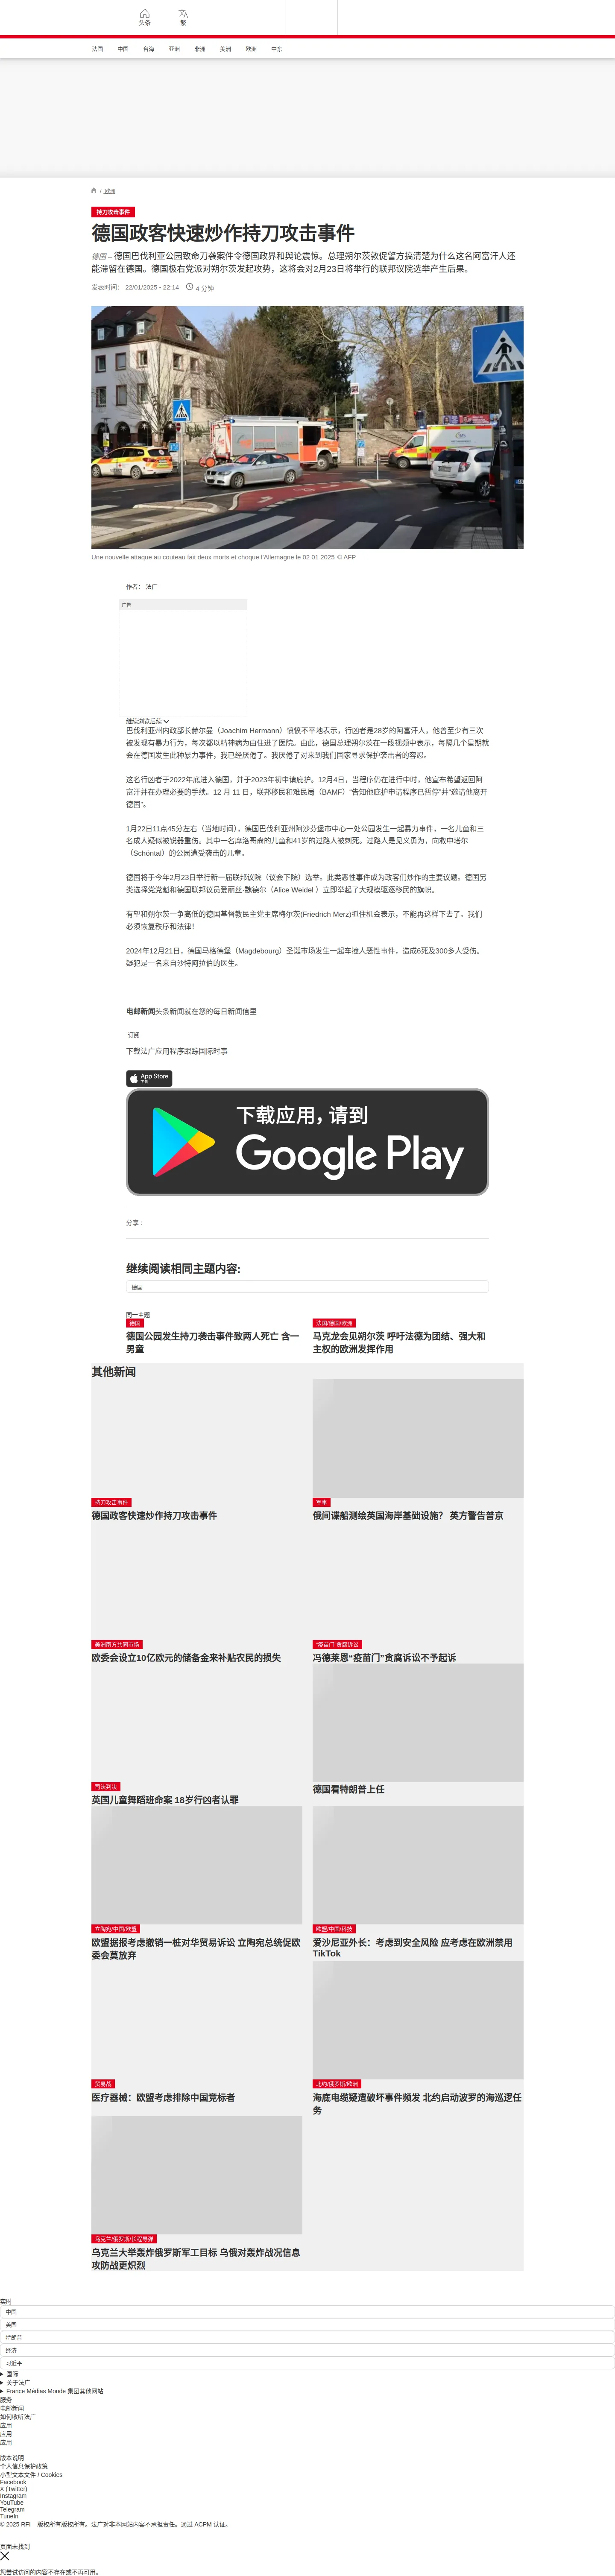 头条
繁
法国 中国 台海 亚洲 非洲 美洲 欧洲 中东
/ 欧洲
持刀攻击事件
德国政客快速炒作持刀攻击事件
德国 – 德国巴伐利亚公园致命刀袭案件令德国政界和舆论震惊。总理朔尔茨敦促警方搞清楚为什么这名阿富汗人还
能滞留在德国。德国极右党派对朔尔茨发起攻势，这将会对2月23日将举行的联邦议院选举产生后果。
发表时间： 22/01/2025 - 22:14 4 分钟
Une nouvelle attaque au couteau fait deux morts et choque l'Allemagne le 02 01 2025 © AFP
作者： 法广
广告
继续浏览后续
巴伐利亚州内政部长赫尔曼（Joachim Hermann）愤愤不平地表示，行凶者是28岁的阿富汗人，他曾至少有三次
被发现有暴力行为，每次都以精神病为由住进了医院。由此，德国总理朔尔茨在一段视频中表示，每隔几个星期就
会在德国发生此种暴力事件，我已经厌倦了。我厌倦了对来到我们国家寻求保护袭击者的容忍。
这名行凶者于2022年底进入德国，并于2023年初申请庇护。12月4日，当程序仍在进行中时，他宣布希望返回阿
富汗并在办理必要的手续。12 月 11 日，联邦移民和难民局（BAMF）“告知他庇护申请程序已暂停”并“邀请他离开
德国”。
1月22日11点45分左右（当地时间），德国巴伐利亚州阿沙芬堡市中心一处公园发生一起暴力事件，一名儿童和三
名成人疑似被锐器重伤。其中一名摩洛哥裔的儿童和41岁的过路人被刺死。过路人是见义勇为，向救申塔尔
（Schöntal）的公园遭受袭击的儿童。
德国将于今年2月23日举行新一届联邦议院（议会下院）选举。此类恶性事件成为政客们炒作的主要议题。德国另
类选择党党魁和德国联邦议员爱丽丝·魏德尔（Alice Weidel ）立即举起了大规模驱逐移民的旗帜。
有望和朔尔茨一争高低的德国基督教民主党主席梅尔茨(Friedrich Merz)抓住机会表示，不能再这样下去了。我们
必须恢复秩序和法律!
2024年12月21日，德国马格德堡（Magdebourg）圣诞市场发生一起车撞人恶性事件，造成6死及300多人受伤。
疑犯是一名来自沙特阿拉伯的医生。
电邮新闻头条新闻就在您的每日新闻信里
订阅
下载法广应用程序跟踪国际时事
App Store
下载
下载应用，请到
Google Play
分享 :
继续阅读相同主题内容:
德国
同一主题
德国
德国公园发生持刀袭击事件致两人死亡 含一
男童
法国/德国/欧洲
马克龙会见朔尔茨 呼吁法德为团结、强大和
主权的欧洲发挥作用
其他新闻
持刀攻击事件
德国政客快速炒作持刀攻击事件
军事
俄间谍船测绘英国海岸基础设施? 英方警告普京
美洲南方共同市场
欧委会设立10亿欧元的储备金来补贴农民的损失
“疫苗门”贪腐诉讼
冯德莱恩“疫苗门”贪腐诉讼不予起诉
司法判决
英国儿童舞蹈班命案 18岁行凶者认罪
德国看特朗普上任
立陶宛/中国/欧盟
欧盟据报考虑撤销一桩对华贸易诉讼 立陶宛总统促欧
委会莫放弃
欧盟/中国/科技
爱沙尼亚外长：考虑到安全风险 应考虑在欧洲禁用
TikTok
贸易战
医疗器械：欧盟考虑排除中国竞标者
北约/俄罗斯/欧洲
海底电缆疑遭破坏事件频发 北约启动波罗的海巡逻任
务
乌克兰/俄罗斯/长程导弹
乌克兰大举轰炸俄罗斯军工目标 乌俄对轰炸战况信息
攻防战更炽烈
实时
中国
美国
特朗普
经济
习近平
国际
关于法广
France Médias Monde 集团其他网站
服务
电邮新闻
如何收听法广
应用
应用
应用
版本说明
个人信息保护政策
小型文本文件 / Cookies
Facebook
X (Twitter)
Instagram
YouTube
Telegram
TuneIn
© 2025 RFI – 版权所有版权所有。法广对非本网站内容不承担责任。通过 ACPM 认证。
页面未找到
您尝试访问的内容不存在或不再可用。